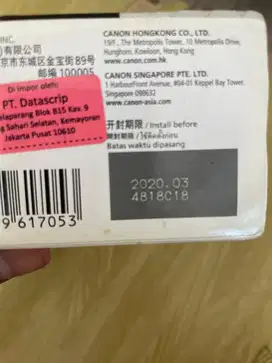 INC.
)有限公司
京市东城区金宝街89号
邮编 100005
Di impor oleh:
PT. Datascrip
elaparang Blok B15 Kav. 9
g Sahari Selatan, Kemayoran
Jakarta Pusat 10610
9 617053
CANON HONGKONG CO., LTD.
19/F., The Metropolis Tower, 10 Metropolis Drive,
Hunghom, Kowloon, Hong Kong
www.canon.com.hk
CANON SINGAPORE PTE. LTD.
1 HarbourFront Avenue, #04-01 Keppel Bay Tower,
Singapore 098632
www.canon-asia.com
开封期限 / Install before
Batas waktu dipasang
2020.03
4818C18